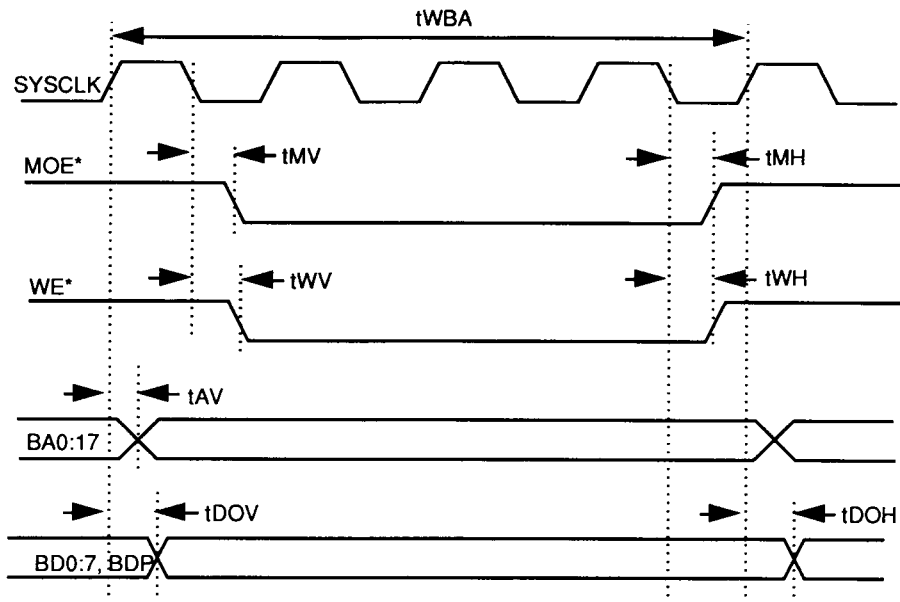 tWBA
SYSCLK
tMV
tMH
MOE*
tWV
tWH
WE*
tAV
BA0:17
tDOV
tDOH
BD0:7, BDP